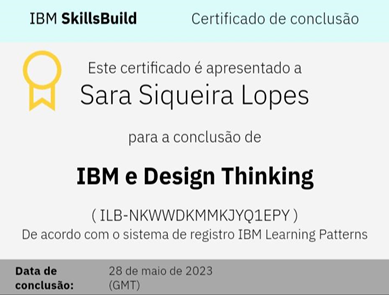 IBM SkillsBuild
Certificado de conclusão
Este certificado é apresentado a
Sara Siqueira Lopes
para a conclusão de
IBM e Design Thinking
( ILB-NKWWDKMMKJYQ1EPY )
De acordo com o sistema de registro IBM Learning Patterns
Data de conclusão:
28 de maio de 2023 (GMT)